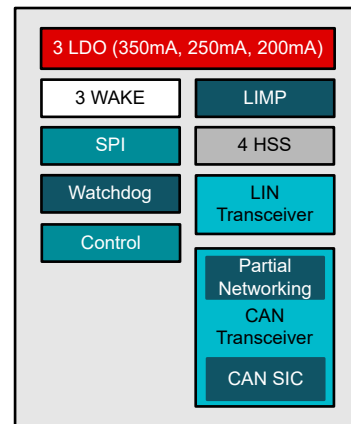 3 LDO (350mA, 250mA, 200mA)
3 WAKE
LIMP
SPI
4 HSS
Watchdog
LIN
Transceiver
Control
Partial
Networking
CAN
Transceiver
CAN SIC